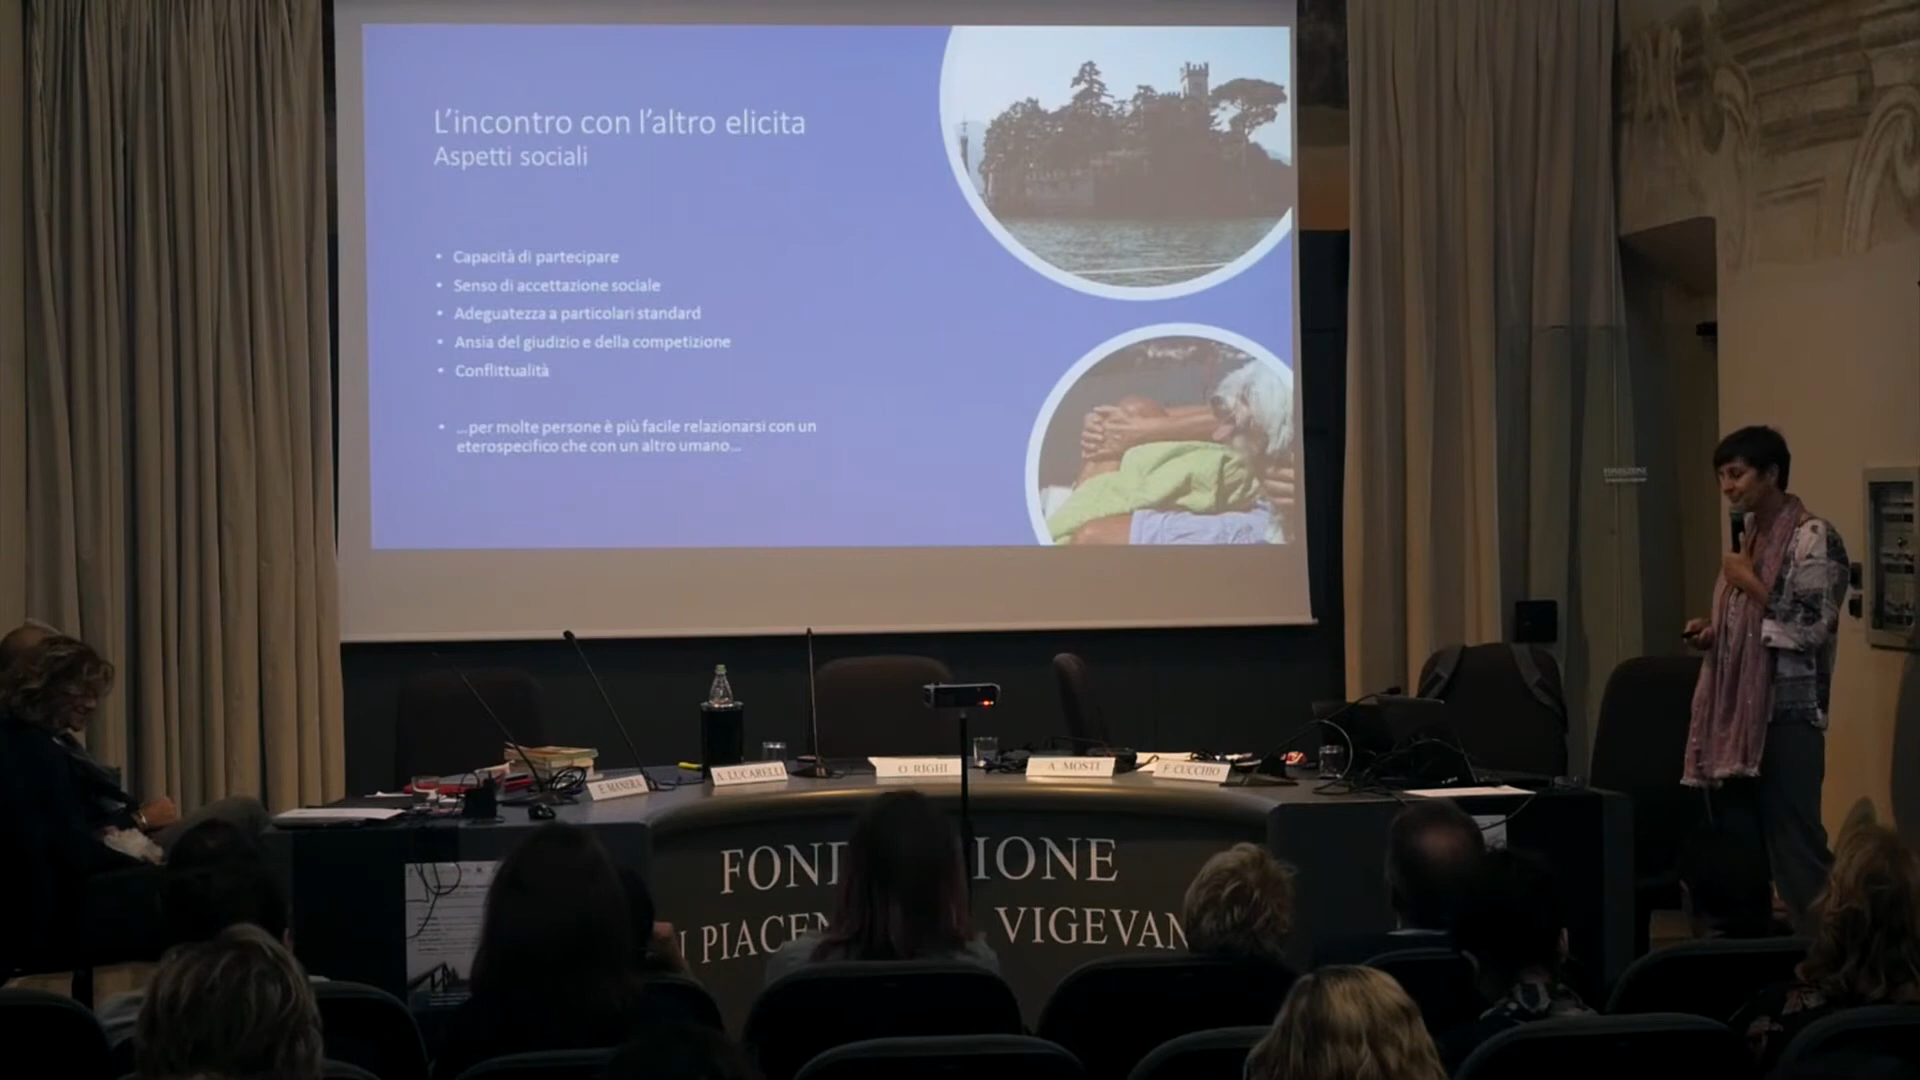 L'incontro con l'altro elicita
Aspetti sociali
• Capacità di partecipare
• Senso di accettazione sociale
• Adeguatezza a particolari standard
• Ansia del giudizio e della competizione
• Conflittualità
• ...per molte persone è più facile relazionarsi con un
eterospecifico che con un altro umano...
FONDAZIONE
E. MANERA
A. LUCARELLI
O. RIGHI
A. MOSTI
F. CUCCHIO
FOND IONE
PIACEN VIGEVAN